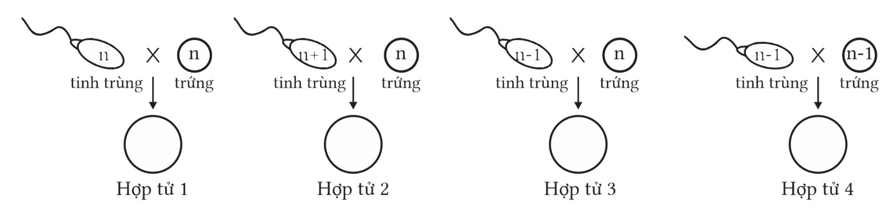 n X n n+1 X n n-1 X n n-1 X n-1
tinh trùng trứng tinh trùng trứng tinh trùng trứng tinh trùng trứng
Hợp tử 1 Hợp tử 2 Hợp tử 3 Hợp tử 4